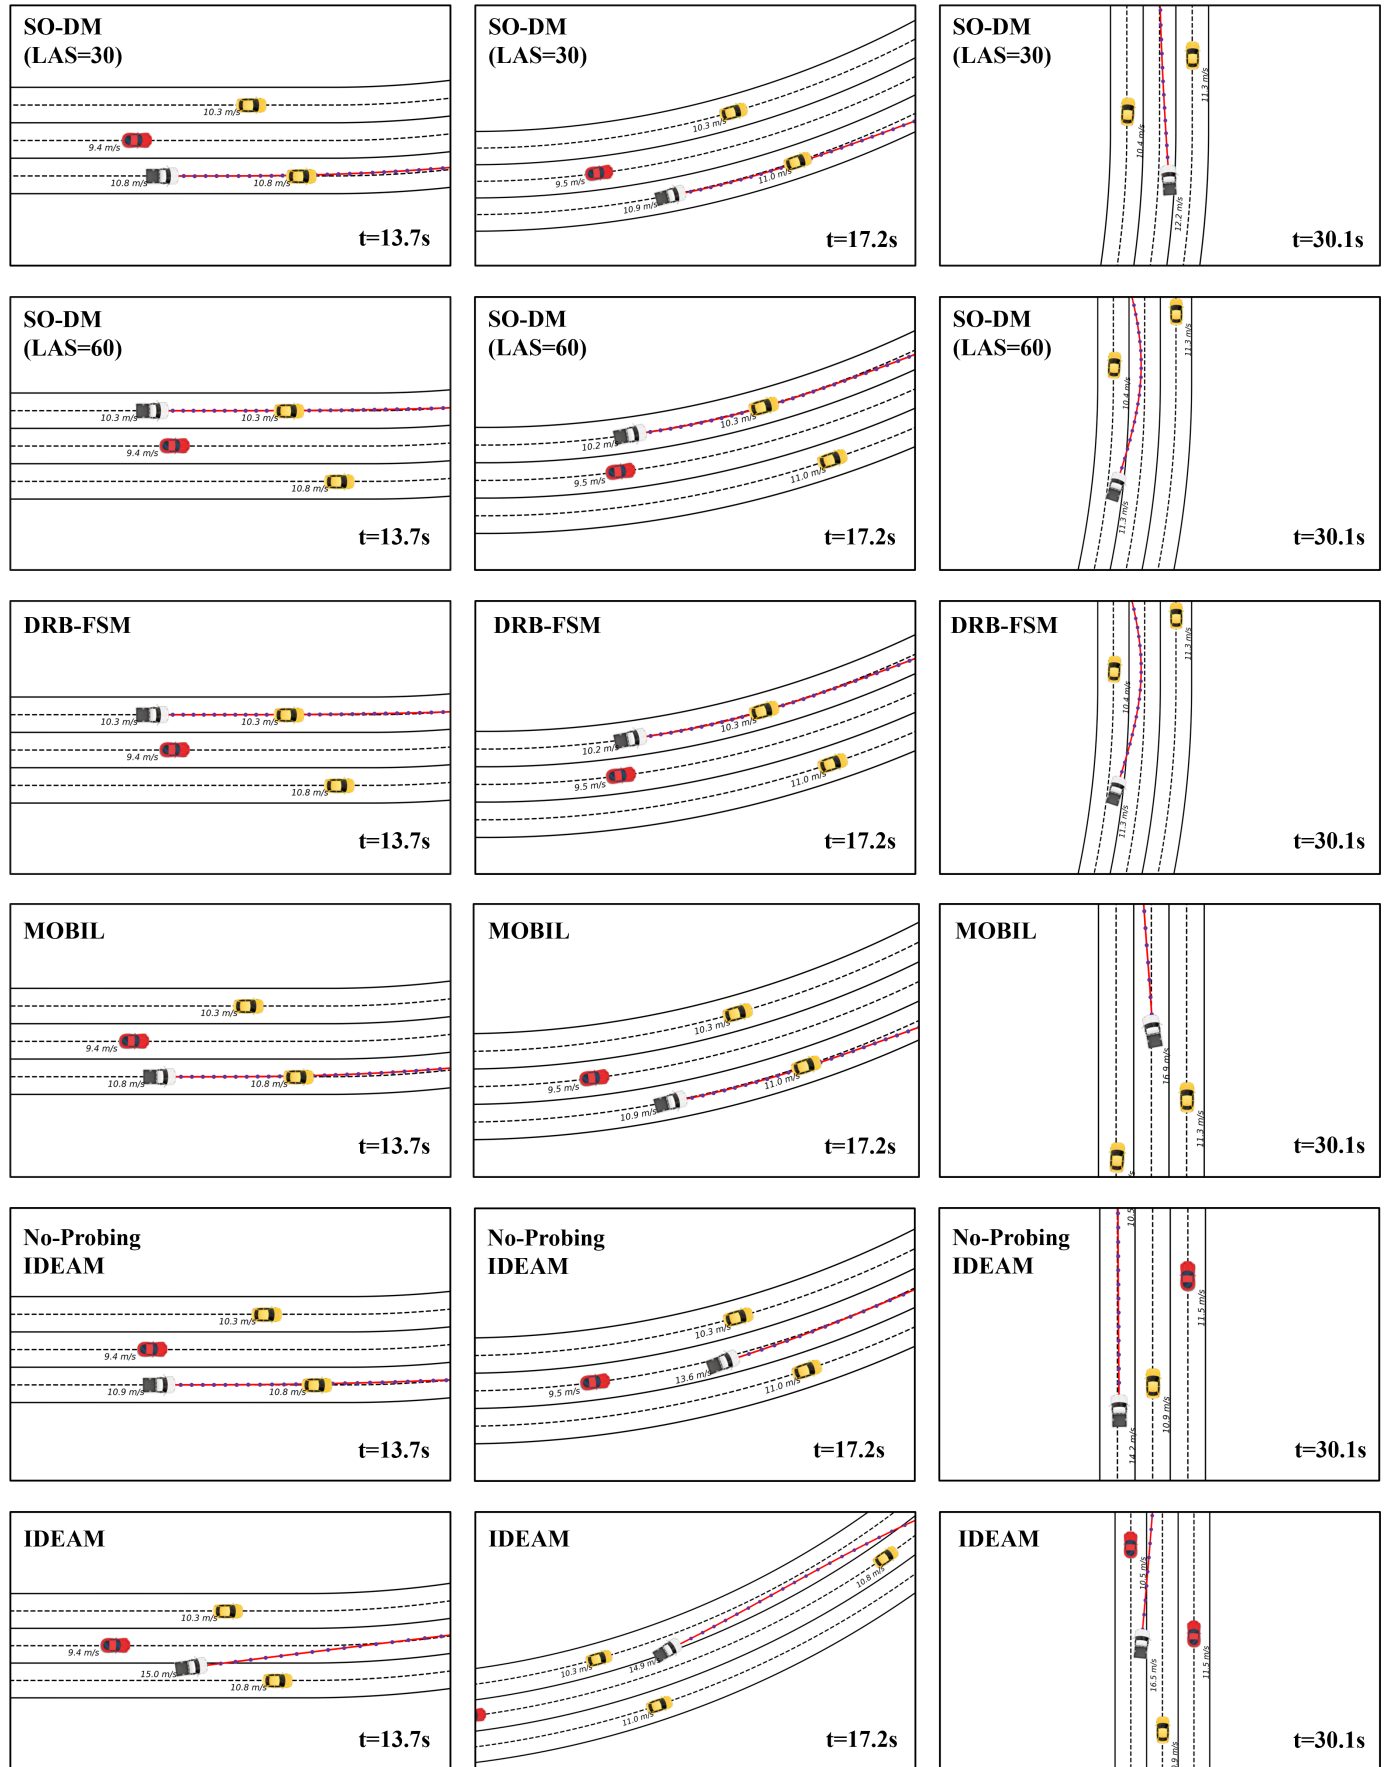 SO-DM
(LAS=30)
10.3 m/s
9.4 m/s
10.8 m/s
10.8 m/s
t=13.7s
SO-DM
(LAS=30)
10.3 m/s
9.5 m/s
11.0 m/s
10.9 m/s
t=17.2s
SO-DM
(LAS=30)
11.3 m/s
10.4 m/s
12.2 m/s
t=30.1s
SO-DM
(LAS=60)
10.3 m/s
10.3 m/s
9.4 m/s
10.8 m/s
t=13.7s
SO-DM
(LAS=60)
10.3 m/s
10.2 m/s
9.5 m/s
11.0 m/s
t=17.2s
SO-DM
(LAS=60)
11.3 m/s
10.4 m/s
11.3 m/s
t=30.1s
DRB-FSM
10.3 m/s
10.3 m/s
9.4 m/s
10.8 m/s
t=13.7s
DRB-FSM
10.3 m/s
10.2 m/s
9.5 m/s
11.0 m/s
t=17.2s
DRB-FSM
11.3 m/s
10.4 m/s
11.3 m/s
t=30.1s
MOBIL
10.3 m/s
9.4 m/s
10.8 m/s
10.8 m/s
t=13.7s
MOBIL
10.3 m/s
9.5 m/s
11.0 m/s
10.9 m/s
t=17.2s
MOBIL
16.9 m/s
11.3 m/s
t=30.1s
No-Probing
IDEAM
10.3 m/s
9.4 m/s
10.9 m/s
10.8 m/s
t=13.7s
No-Probing
IDEAM
10.3 m/s
13.6 m/s
9.5 m/s
11.0 m/s
t=17.2s
No-Probing
IDEAM
10.5
11.5 m/s
10.9 m/s
14.2 m/s
t=30.1s
IDEAM
10.3 m/s
9.4 m/s
15.0 m/s
10.8 m/s
t=13.7s
IDEAM
10.8 m/s
10.3 m/s
14.9 m/s
11.0 m/s
t=17.2s
IDEAM
10.5 m/s
11.5 m/s
16.5 m/s
t=30.1s